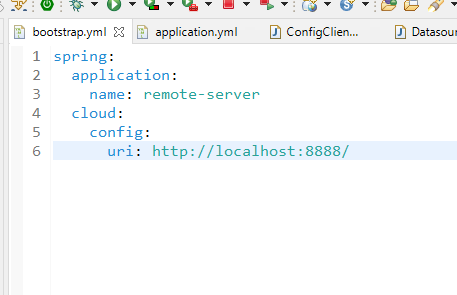 bootstrap.yml
application.yml
ConfigClien...
Datasour
1 spring:
2   application:
3     name: remote-server
4   cloud:
5     config:
6       uri: http://localhost:8888/